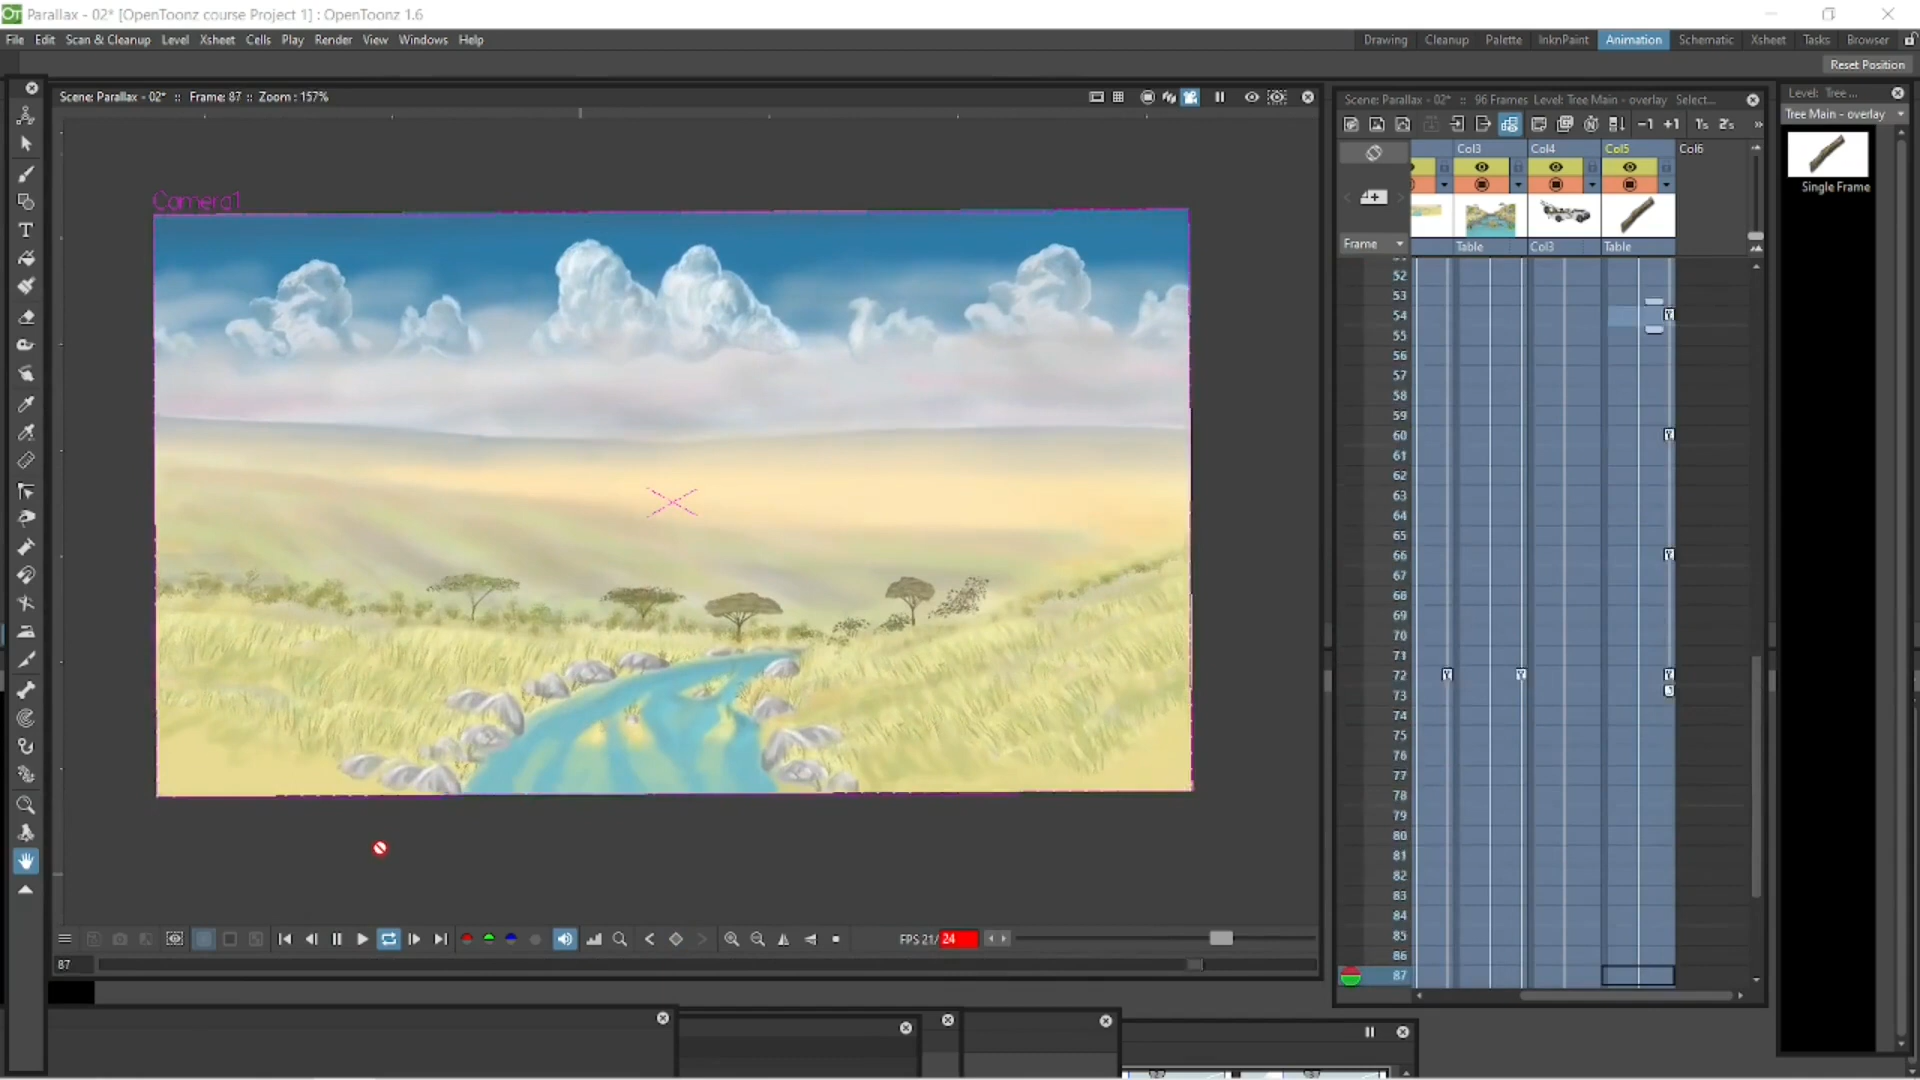 Parallax - 02* [OpenToonz course Project 1] : OpenToonz 1.6
File Edit Scan & Cleanup Level Xsheet Cells Play Render View Windows Help
Drawing Cleanup Palette InknPaint Animation Schematic Xsheet Tasks Browser
Reset Position
Scene: Parallax - 02* :: Frame: 87 :: Zoom : 157%
Scene: Parallax - 02* :: 96 Frames Level: Tree Main - overlay Select...
Level: Tree ...
Tree Main - overlay
-1 +1 1's 2's »
Col3 Col4 Col5 Col6
Single Frame
Camera1
Frame Table Col3 Table
52
53
54
55
56
57
58
59
60
61
62
63
64
65
66
67
68
69
70
71
72
73
74
75
76
77
78
79
80
81
82
83
84
85
86
87
FPS 21/24
87